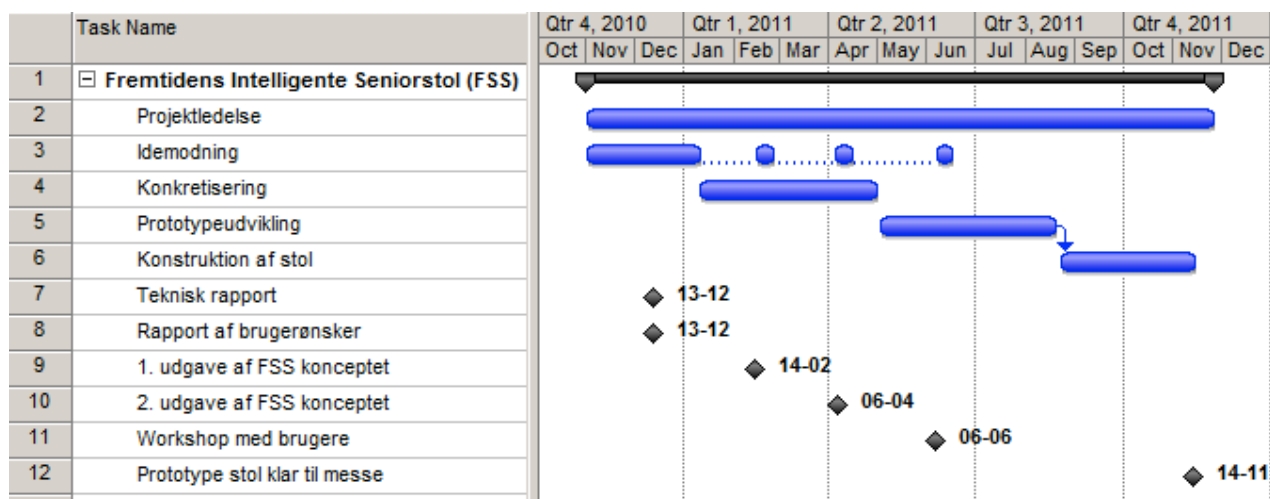 Task Name
Qtr 4, 2010 Qtr 1, 2011 Qtr 2, 2011 Qtr 3, 2011 Qtr 4, 2011
Oct Nov Dec Jan Feb Mar Apr May Jun Jul Aug Sep Oct Nov Dec
1 Fremtidens Intelligente Seniorstol (FSS)
2 Projektledelse
3 Idemodning
4 Konkretisering
5 Prototypeudvikling
6 Konstruktion af stol
7 Teknisk rapport 13-12
8 Rapport af brugerønsker 13-12
9 1. udgave af FSS konceptet 14-02
10 2. udgave af FSS konceptet 06-04
11 Workshop med brugere 06-06
12 Prototype stol klar til messe 14-11